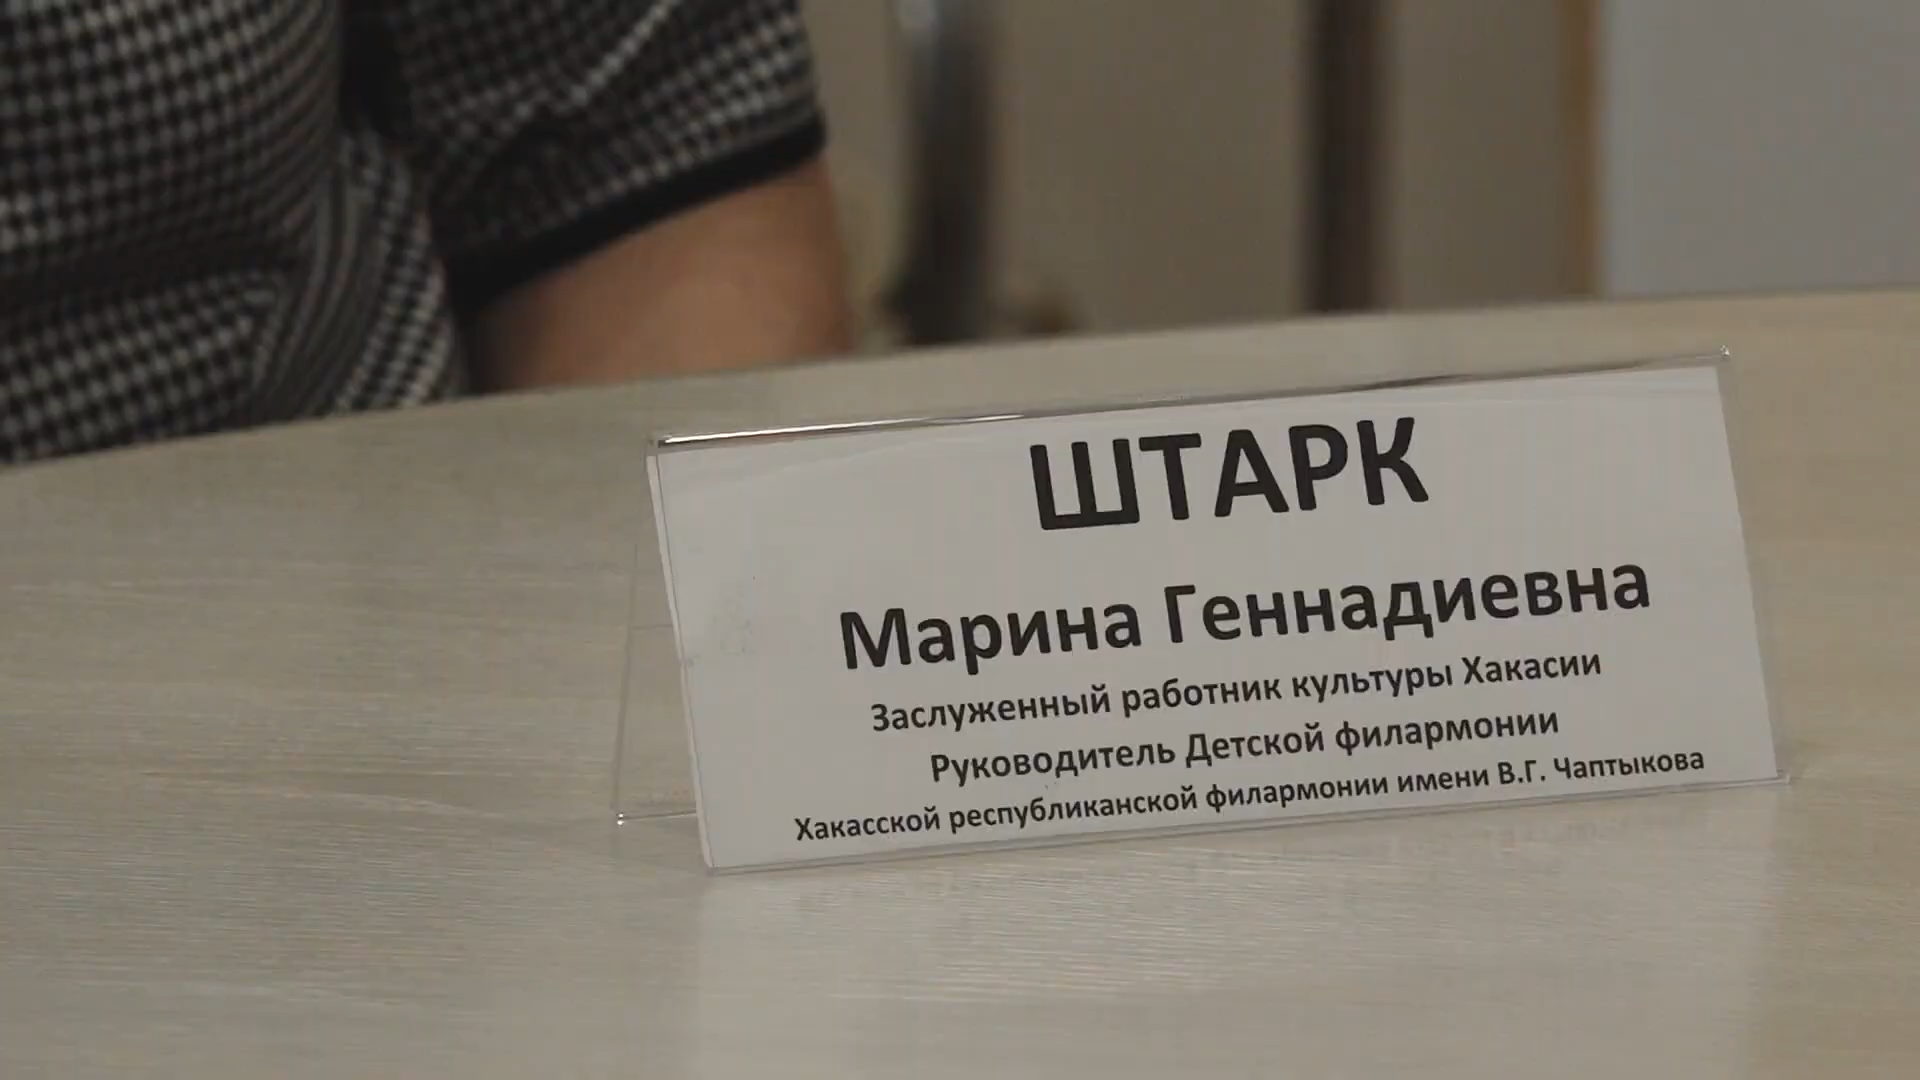 ШТАРК
Марина Геннадиевна
Заслуженный работник культуры Хакасии
Руководитель Детской филармонии
Хакасской республиканской филармонии имени В.Г. Чаптыкова